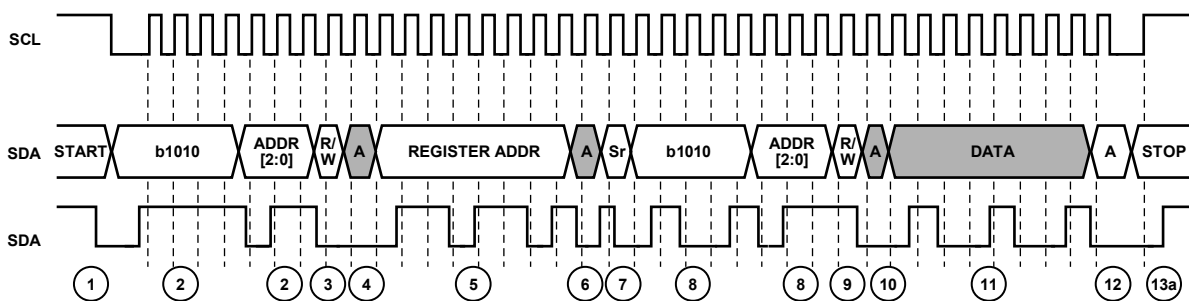 SCL
SDA START b1010 ADDR [2:0] R/W A REGISTER ADDR A Sr b1010 ADDR [2:0] R/W A DATA A STOP
SDA
1 2 2 3 4 5 6 7 8 8 9 10 11 12 13a